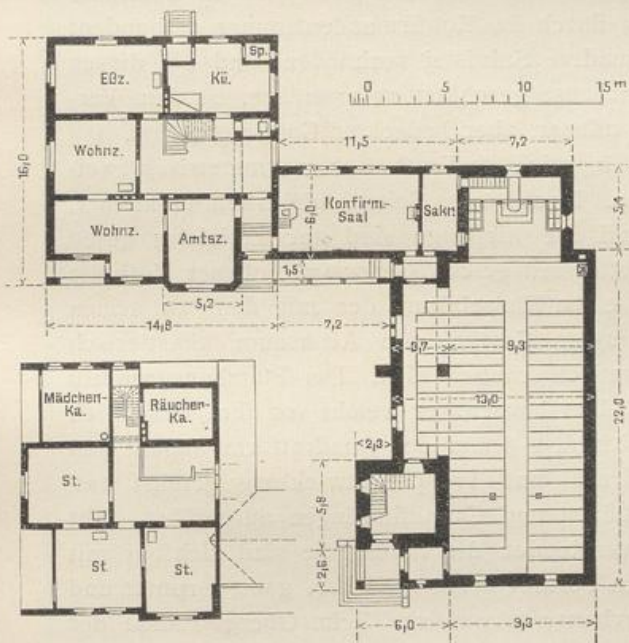 Sp.
Eßz.
Kü.
0 5 15 m
11,5
7,2
16,0
Wohnz.
Konfirm.-
Saal
Sakr.
6,0
5,4
Wohnz.
Amtsz.
1,5
5,2
14,8
7,2
3,7
9,3
13,0
22,0
Mädchen-
Ka.
Räucher-
Ka.
St.
2,3
5,8
St.
St.
2,6
6,0
9,3